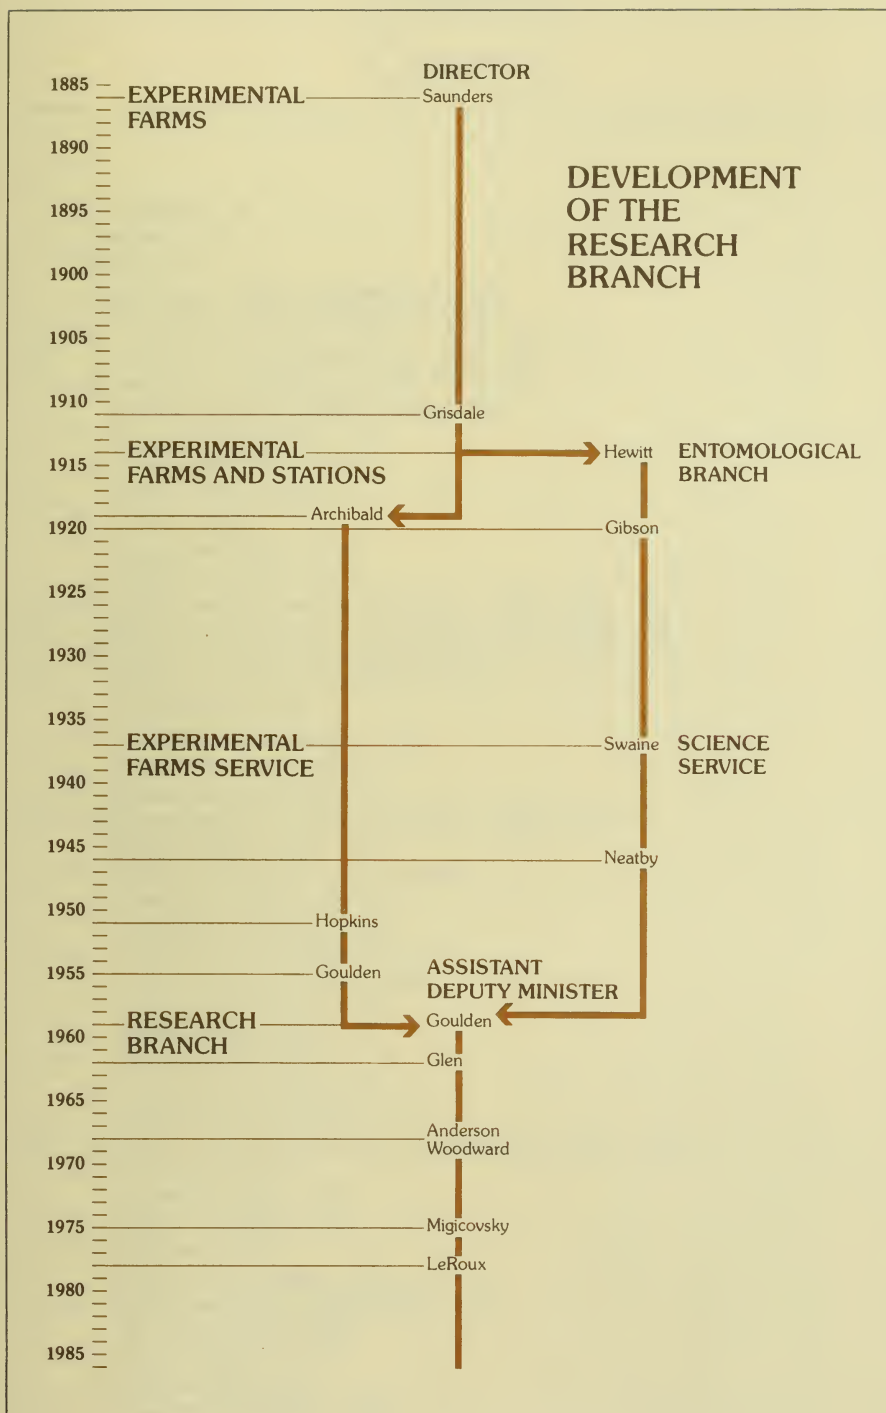 DEVELOPMENT
OF THE
RESEARCH
BRANCH
DIRECTOR
1885
EXPERIMENTAL
FARMS
Saunders
1890
1895
1900
1905
1910
Grisdale
EXPERIMENTAL
FARMS AND STATIONS
Hewitt
ENTOMOLOGICAL
BRANCH
1915
Archibald
1920
Gibson
1925
1930
1935
EXPERIMENTAL
FARMS SERVICE
Swaine
SCIENCE
SERVICE
1940
1945
Neatby
1950
Hopkins
1955
Goulden
ASSISTANT
DEPUTY MINISTER
RESEARCH
BRANCH
Goulden
1960
Glen
1965
Anderson
Woodward
1970
1975
Migicovsky
LeRoux
1980
1985